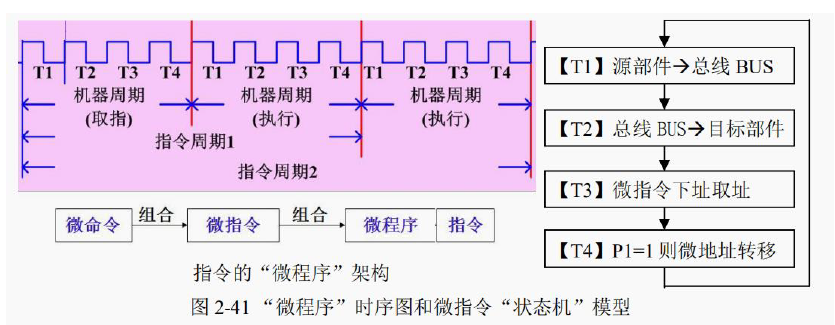 T1 T2 T3 T4 T1 T2 T3 T4 T1 T2 T3 T4
机器周期 机器周期 机器周期
(取指) (执行) (执行)
指令周期1
指令周期2
微命令 组合 微指令 组合 微程序 指令
指令的“微程序”架构
【T1】源部件→总线 BUS
【T2】总线 BUS→目标部件
【T3】微指令下址取址
【T4】P1=1 则微地址转移
图 2-41 “微程序”时序图和微指令“状态机”模型